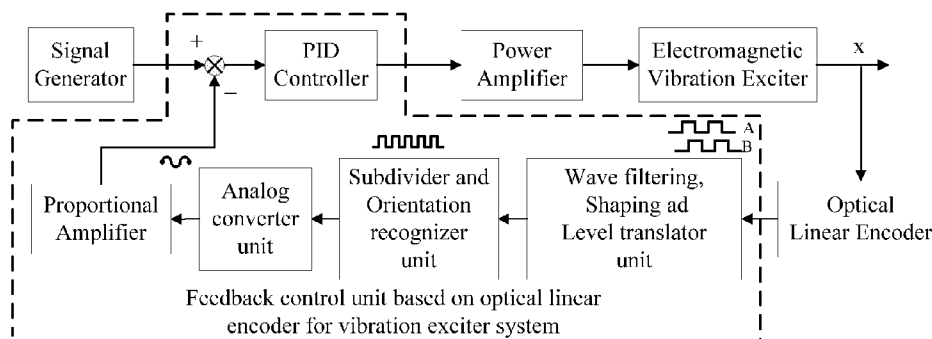 Signal
Generator
+
−
PID
Controller
Power
Amplifier
Electromagnetic
Vibration Exciter
x
A
B
Proportional
Amplifier
Analog
converter
unit
Subdivider and
Orientation
recognizer
unit
Wave filtering,
Shaping ad
Level translator
unit
Optical
Linear Encoder
Feedback control unit based on optical linear
encoder for vibration exciter system